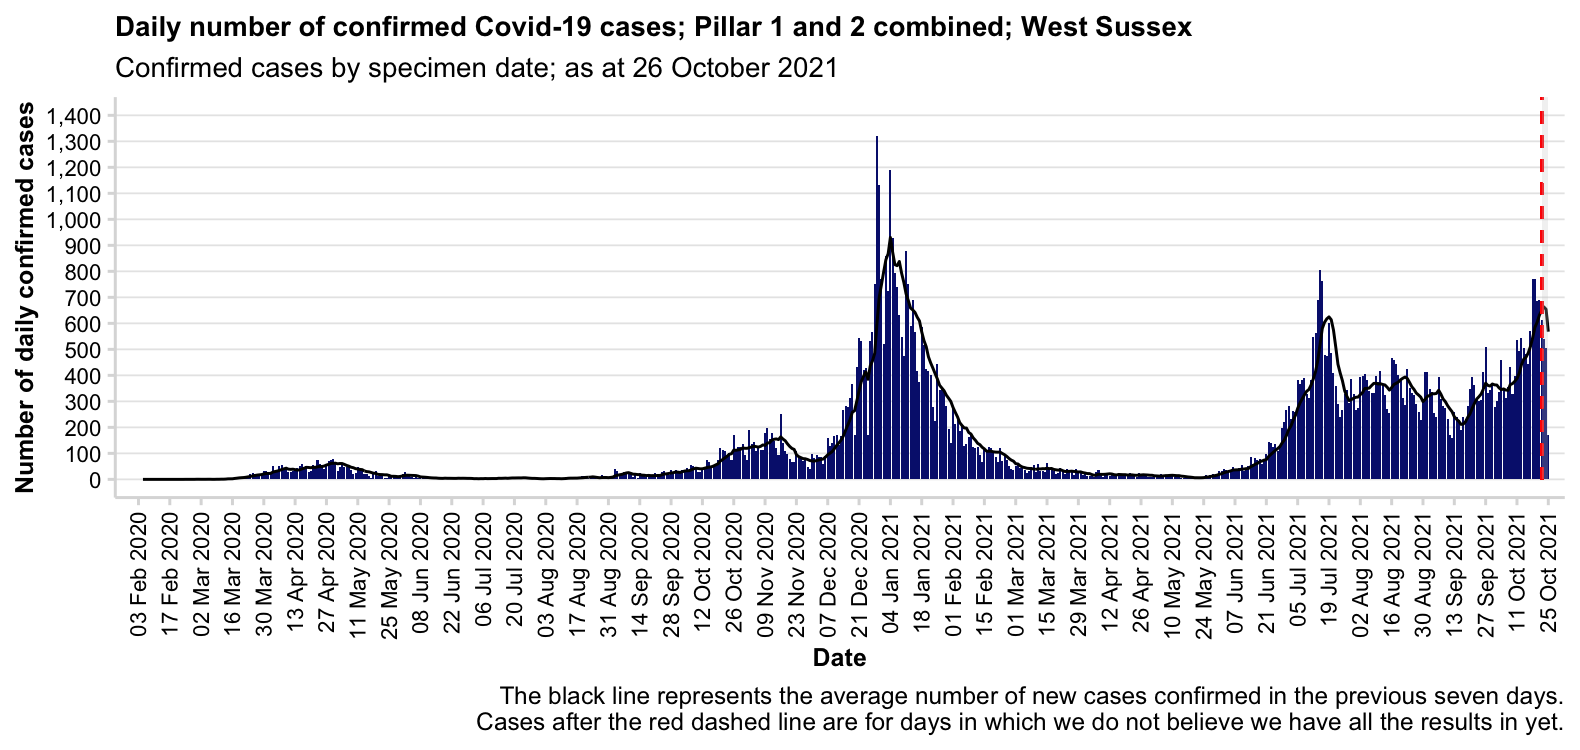 Daily number of confirmed Covid-19 cases; Pillar 1 and 2 combined; West Sussex
Confirmed cases by specimen date; as at 26 October 2021
Number of daily confirmed cases
1,400
1,300
1,200
1,100
1,000
900
800
700
600
500
400
300
200
100
0
03 Feb 2020
17 Feb 2020
02 Mar 2020
16 Mar 2020
30 Mar 2020
13 Apr 2020
27 Apr 2020
11 May 2020
25 May 2020
08 Jun 2020
22 Jun 2020
06 Jul 2020
20 Jul 2020
03 Aug 2020
17 Aug 2020
31 Aug 2020
14 Sep 2020
28 Sep 2020
12 Oct 2020
26 Oct 2020
09 Nov 2020
23 Nov 2020
07 Dec 2020
21 Dec 2020
04 Jan 2021
18 Jan 2021
01 Feb 2021
15 Feb 2021
01 Mar 2021
15 Mar 2021
29 Mar 2021
12 Apr 2021
26 Apr 2021
10 May 2021
24 May 2021
07 Jun 2021
21 Jun 2021
05 Jul 2021
19 Jul 2021
02 Aug 2021
16 Aug 2021
30 Aug 2021
13 Sep 2021
27 Sep 2021
11 Oct 2021
25 Oct 2021
Date
The black line represents the average number of new cases confirmed in the previous seven days.
Cases after the red dashed line are for days in which we do not believe we have all the results in yet.